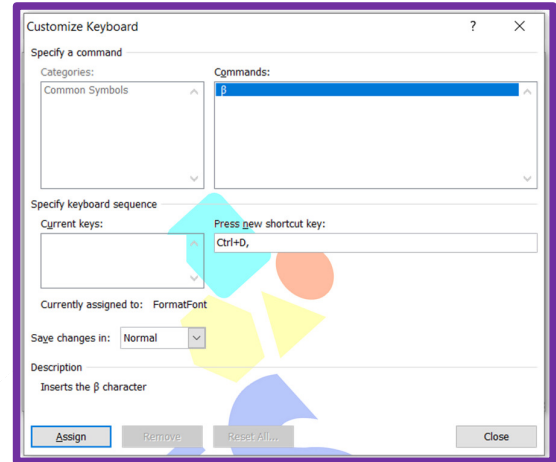 Customize Keyboard ? ×
Specify a command
Categories:
Common Symbols
Commands:
β
Specify keyboard sequence
Current keys:
Press new shortcut key:
Ctrl+D,
Currently assigned to: FormatFont
Save changes in: Normal
Description
Inserts the β character
Assign Remove Reset All... Close